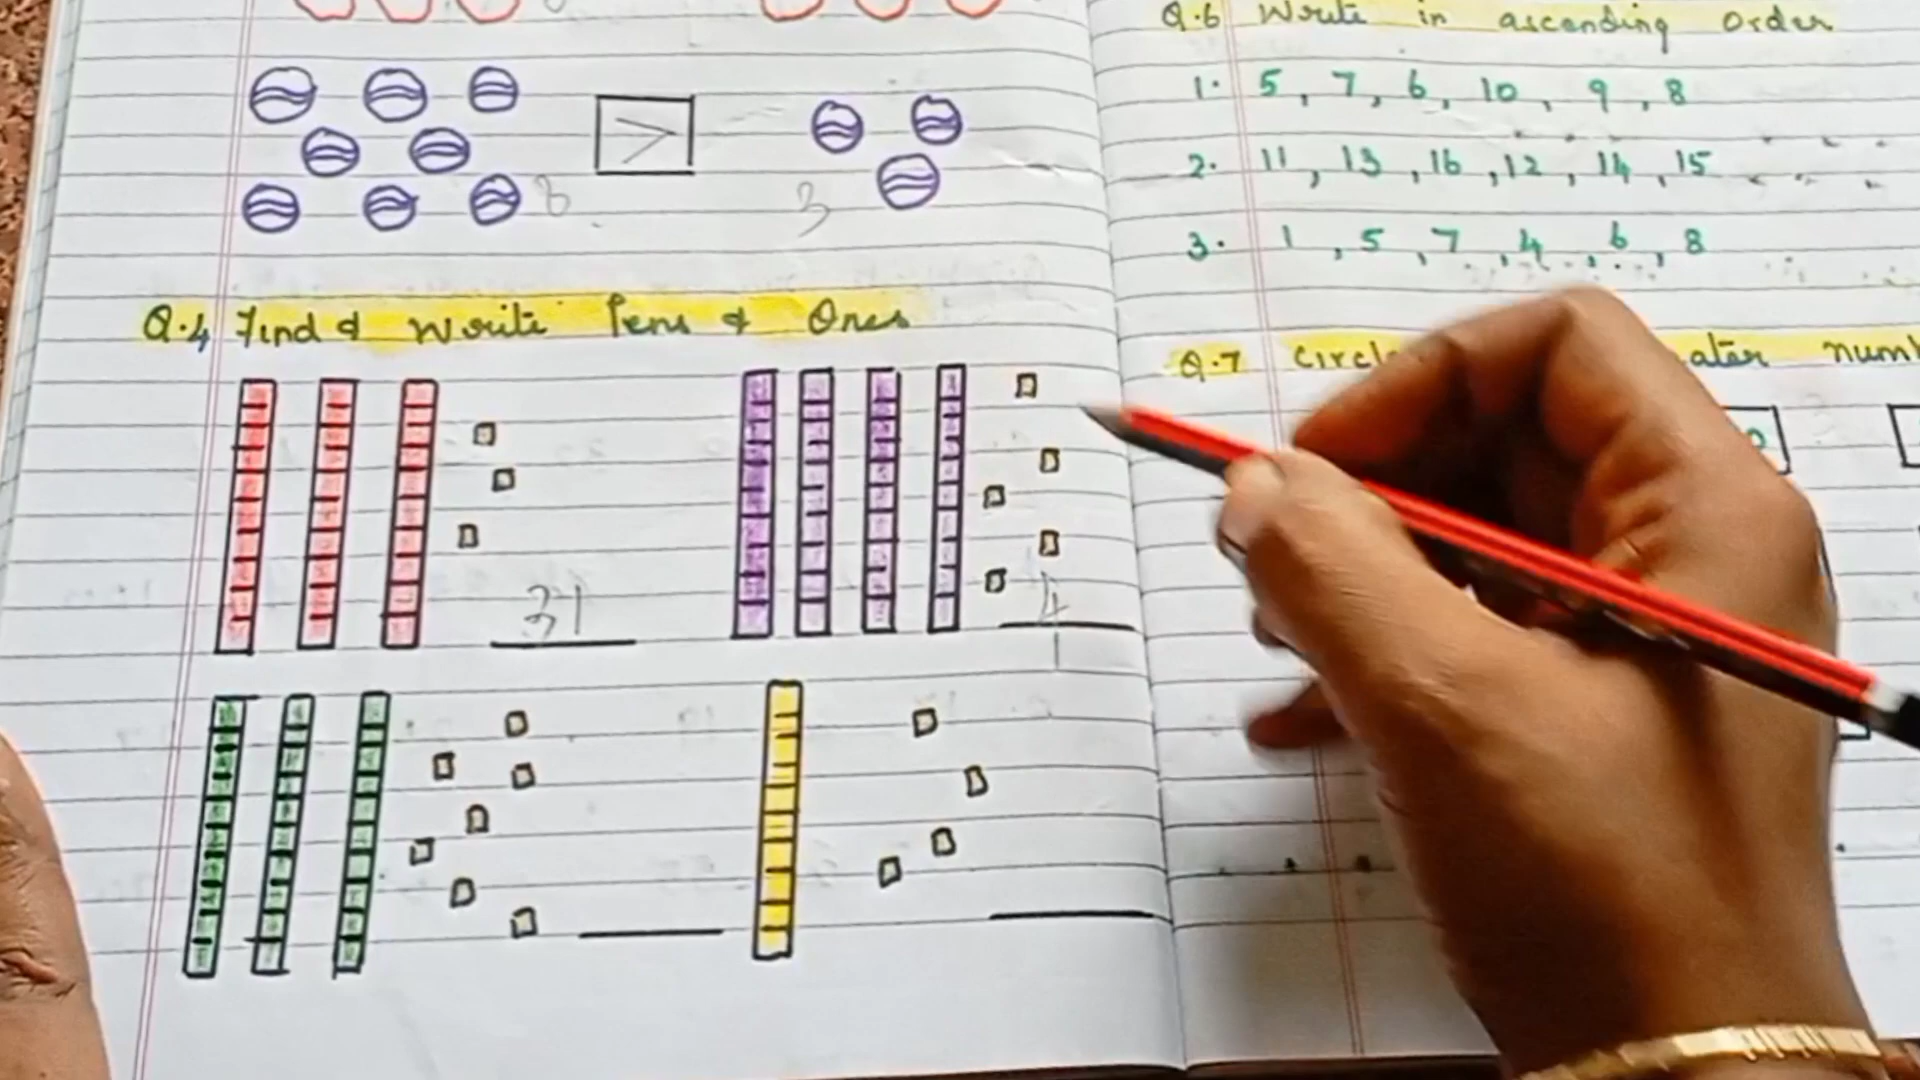 8 > 3
Q.4 Find & Write Tens & Ones
31
4
Q.6 Write in ascending order
1. 5, 7, 6, 10, 9, 8
2. 11, 13, 16, 12, 14, 15
3. 1, 5, 7, 4, 6, 8
Q.7 Circle